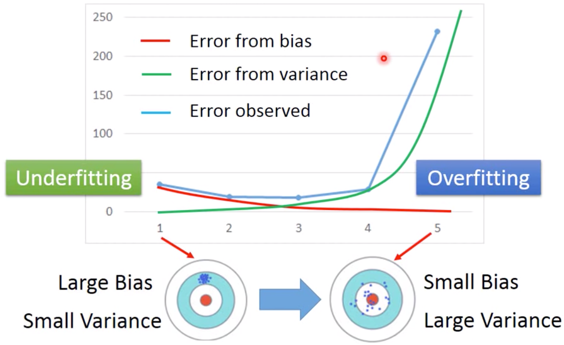 250
200
150
100
50
0
Error from bias
Error from variance
Error observed
Underfitting
Overfitting
1 2 3 4 5
Large Bias
Small Variance
Small Bias
Large Variance